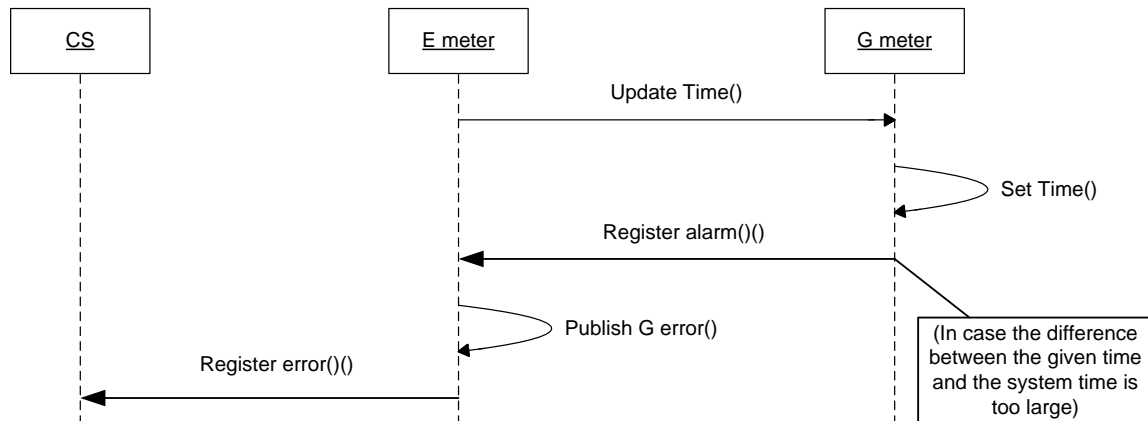 CS
E meter
G meter
Update Time()
Set Time()
Register alarm()()
Publish G error()
Register error()()
(In case the difference
between the given time
and the system time is
too large)